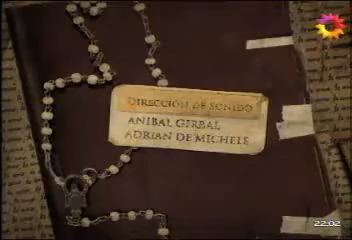 DIRECCIÓN DE SONIDO
ANIBAL GIRBAL
ADRIAN DE MICHELE
22:02